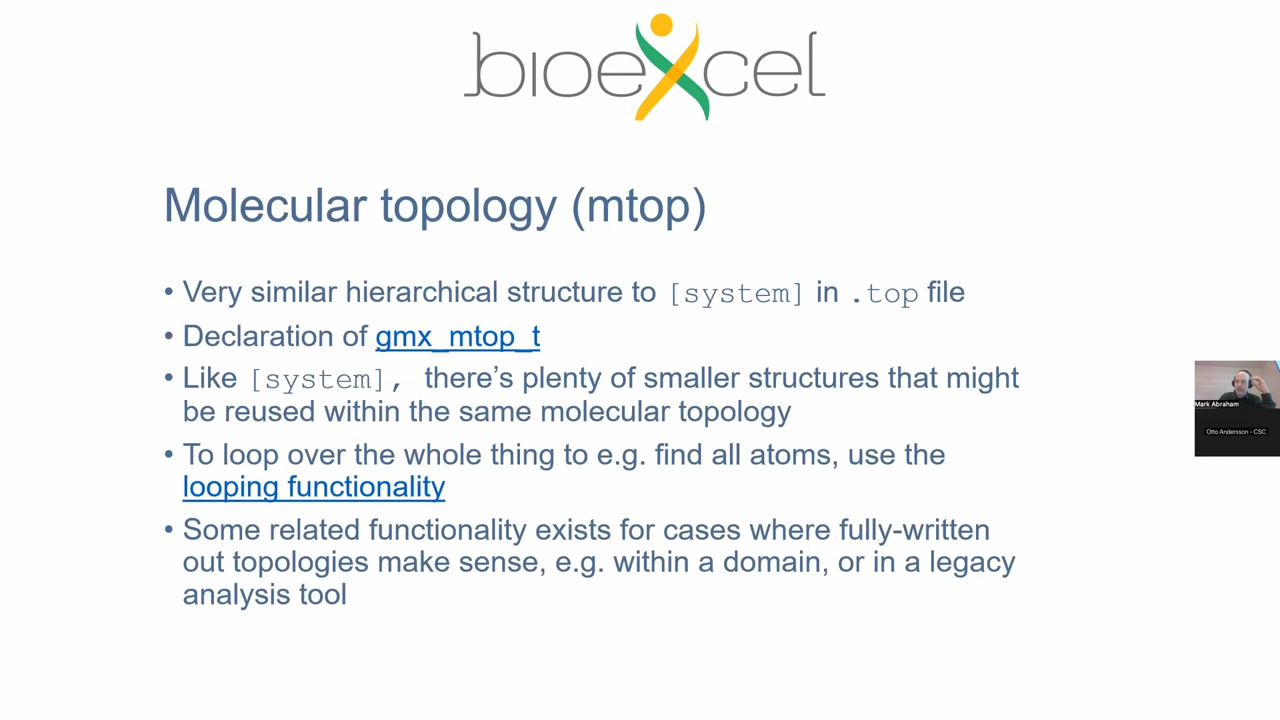 bioexcel
Molecular topology (mtop)
• Very similar hierarchical structure to [system] in .top file
• Declaration of gmx_mtop_t
• Like [system], there’s plenty of smaller structures that might
be reused within the same molecular topology
• To loop over the whole thing to e.g. find all atoms, use the
looping functionality
• Some related functionality exists for cases where fully-written
out topologies make sense, e.g. within a domain, or in a legacy
analysis tool
Mark Abraham
Otto Andersson - CSC